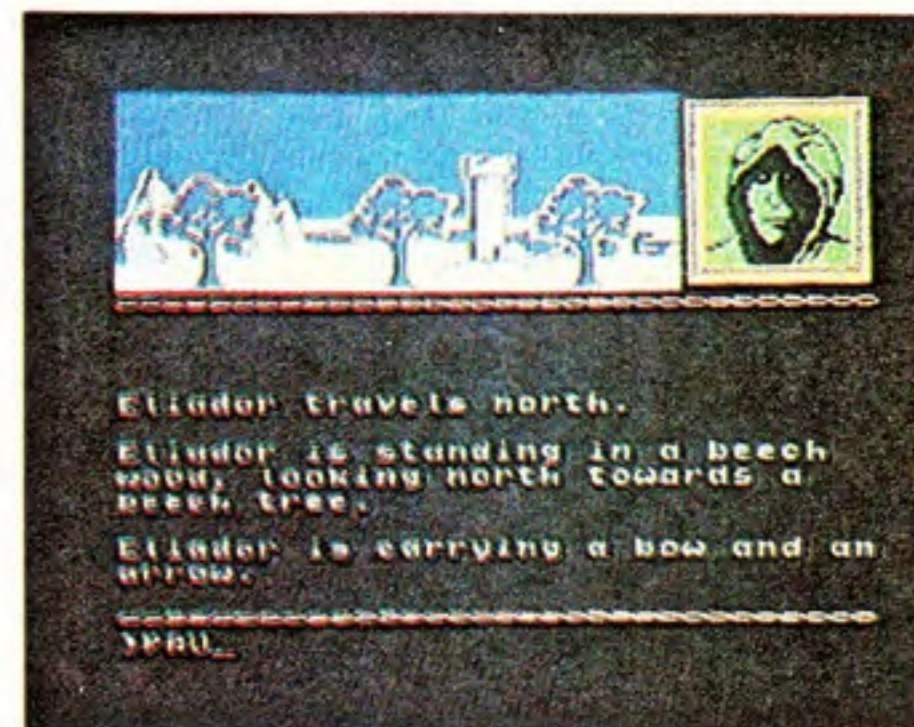 Eliador travels north.
Eliador is standing in a beech
wood, looking north towards a
beech tree.
Eliador is carrying a bow and an
arrow.